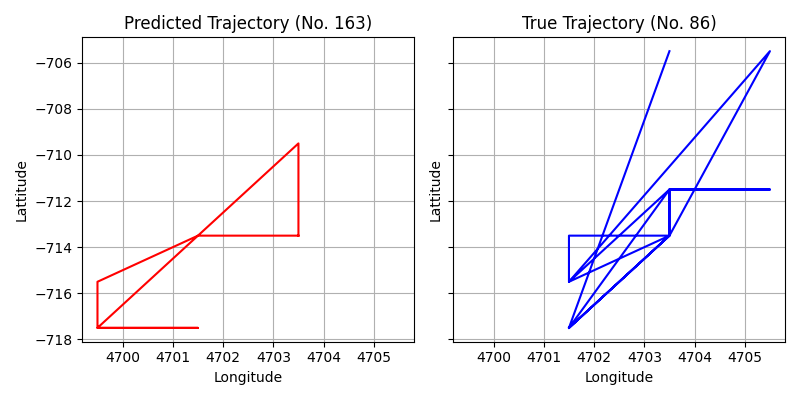 Predicted Trajectory (No. 163)
True Trajectory (No. 86)
−706
−708
−710
−712
−714
−716
−718
Lattitude
Lattitude
4700 4701 4702 4703 4704 4705
4700 4701 4702 4703 4704 4705
Longitude
Longitude